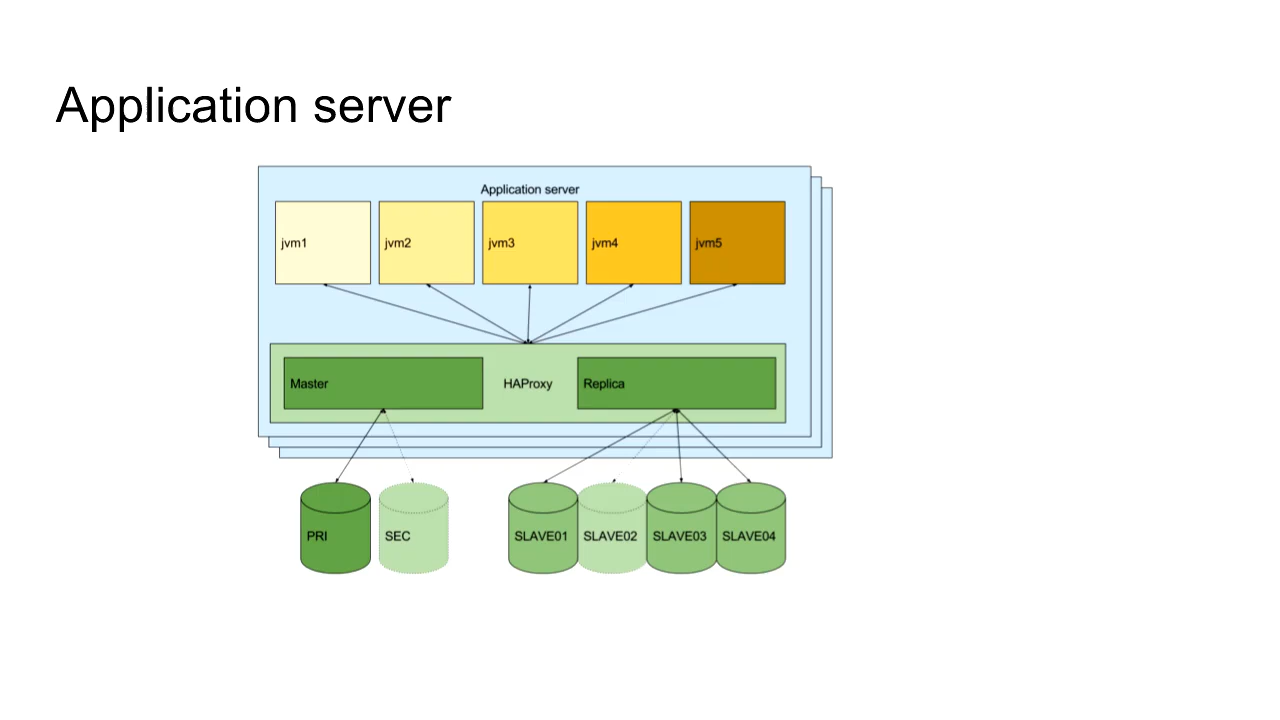 Application server
Application server
jvm1
jvm2
jvm3
jvm4
jvm5
Master
HAProxy
Replica
PRI
SEC
SLAVE01
SLAVE02
SLAVE03
SLAVE04